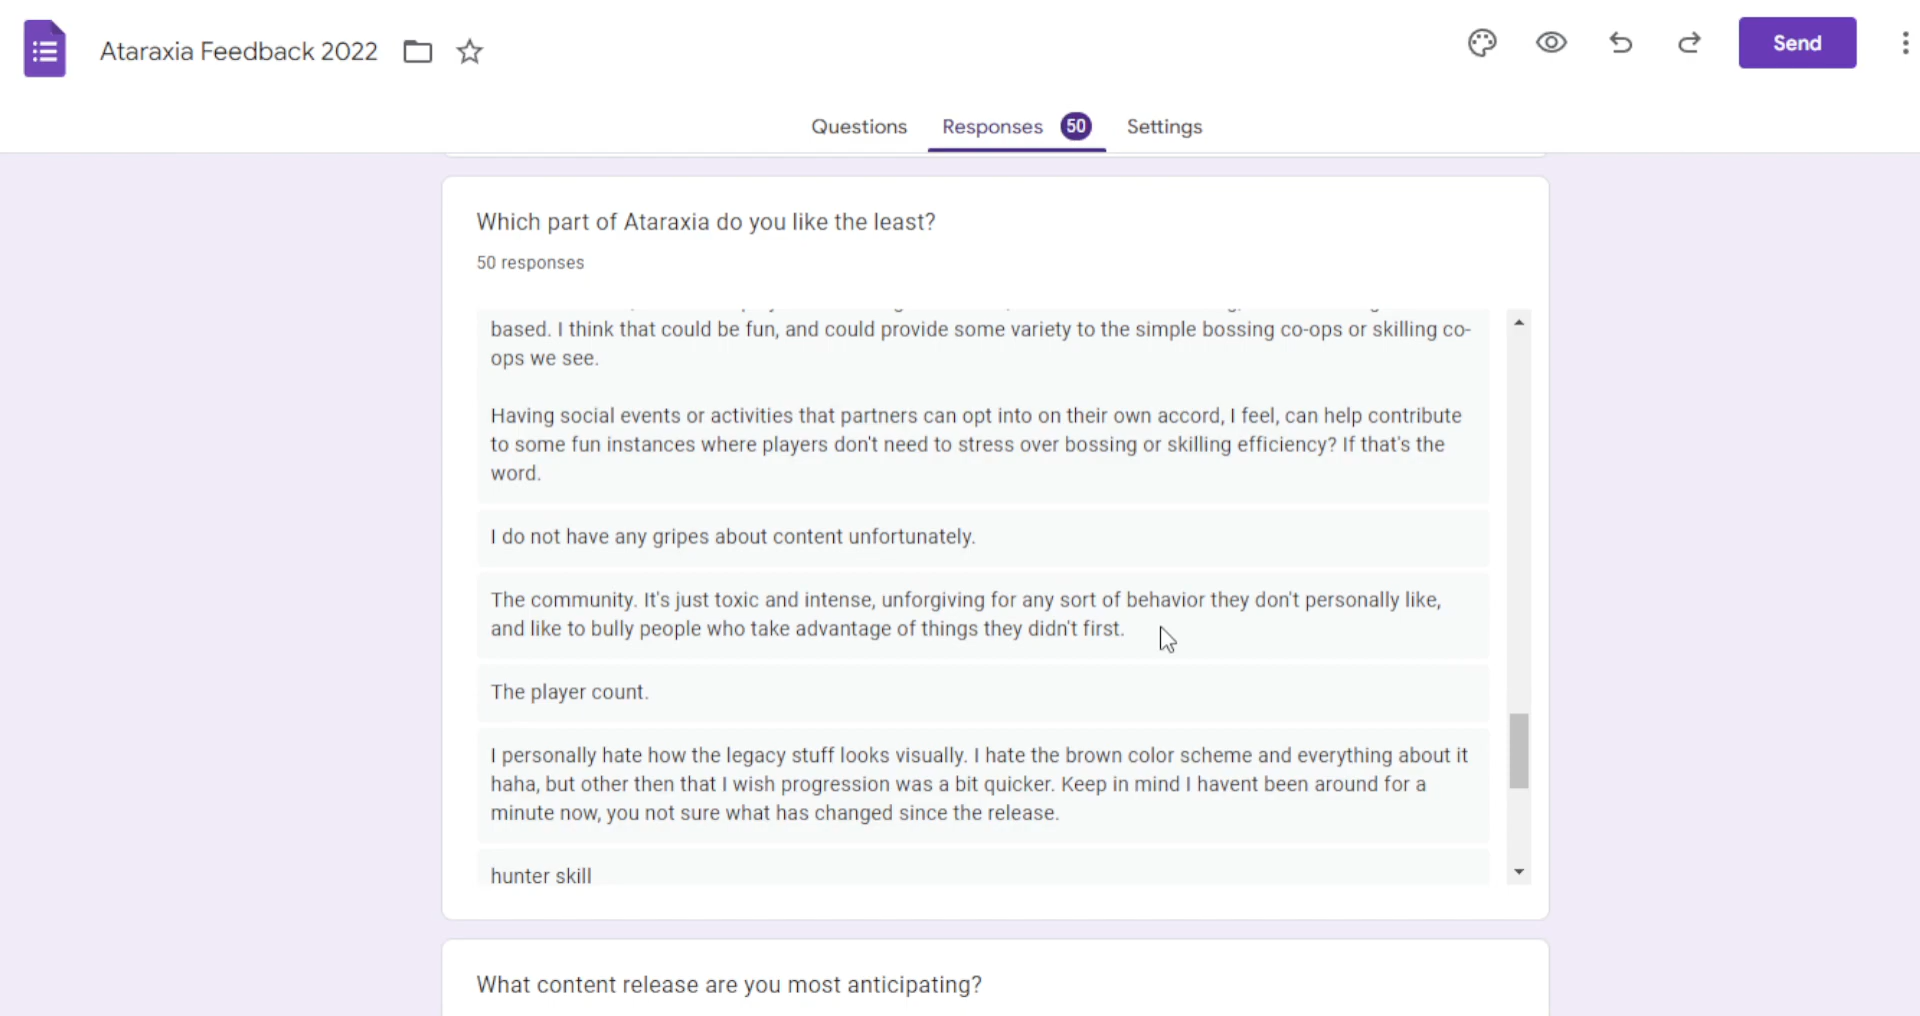 Ataraxia Feedback 2022
Send
Questions
Responses 50
Settings
Which part of Ataraxia do you like the least?
50 responses
based. I think that could be fun, and could provide some variety to the simple bossing co-ops or skilling co-
ops we see.
Having social events or activities that partners can opt into on their own accord, I feel, can help contribute
to some fun instances where players don't need to stress over bossing or skilling efficiency? If that's the
word.
I do not have any gripes about content unfortunately.
The community. It's just toxic and intense, unforgiving for any sort of behavior they don't personally like,
and like to bully people who take advantage of things they didn't first.
The player count.
I personally hate how the legacy stuff looks visually. I hate the brown color scheme and everything about it
haha, but other then that I wish progression was a bit quicker. Keep in mind I havent been around for a
minute now, you not sure what has changed since the release.
hunter skill
What content release are you most anticipating?